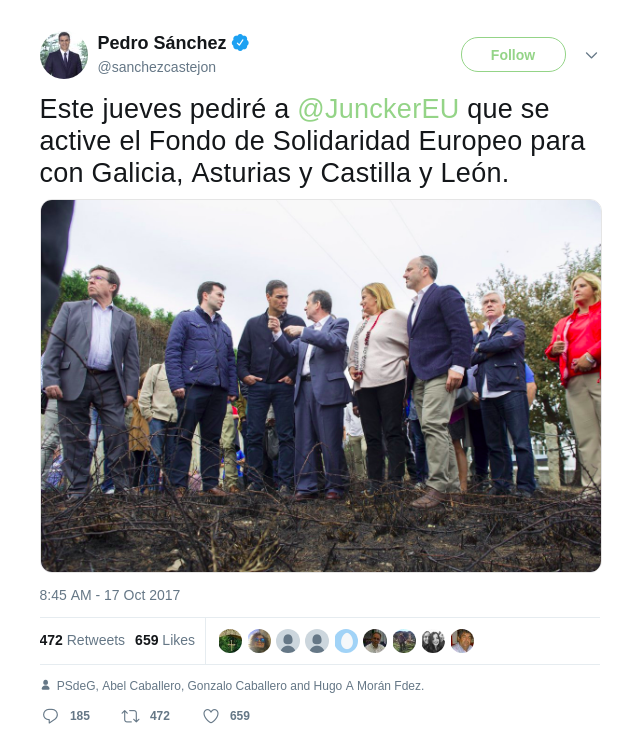 Pedro Sánchez
@sanchezcastejon
Follow
Este jueves pediré a @JunckerEU que se
active el Fondo de Solidaridad Europeo para
con Galicia, Asturias y Castilla y León.
8:45 AM - 17 Oct 2017
472 Retweets 659 Likes
PSdeG, Abel Caballero, Gonzalo Caballero and Hugo A Morán Fdez.
185 472 659